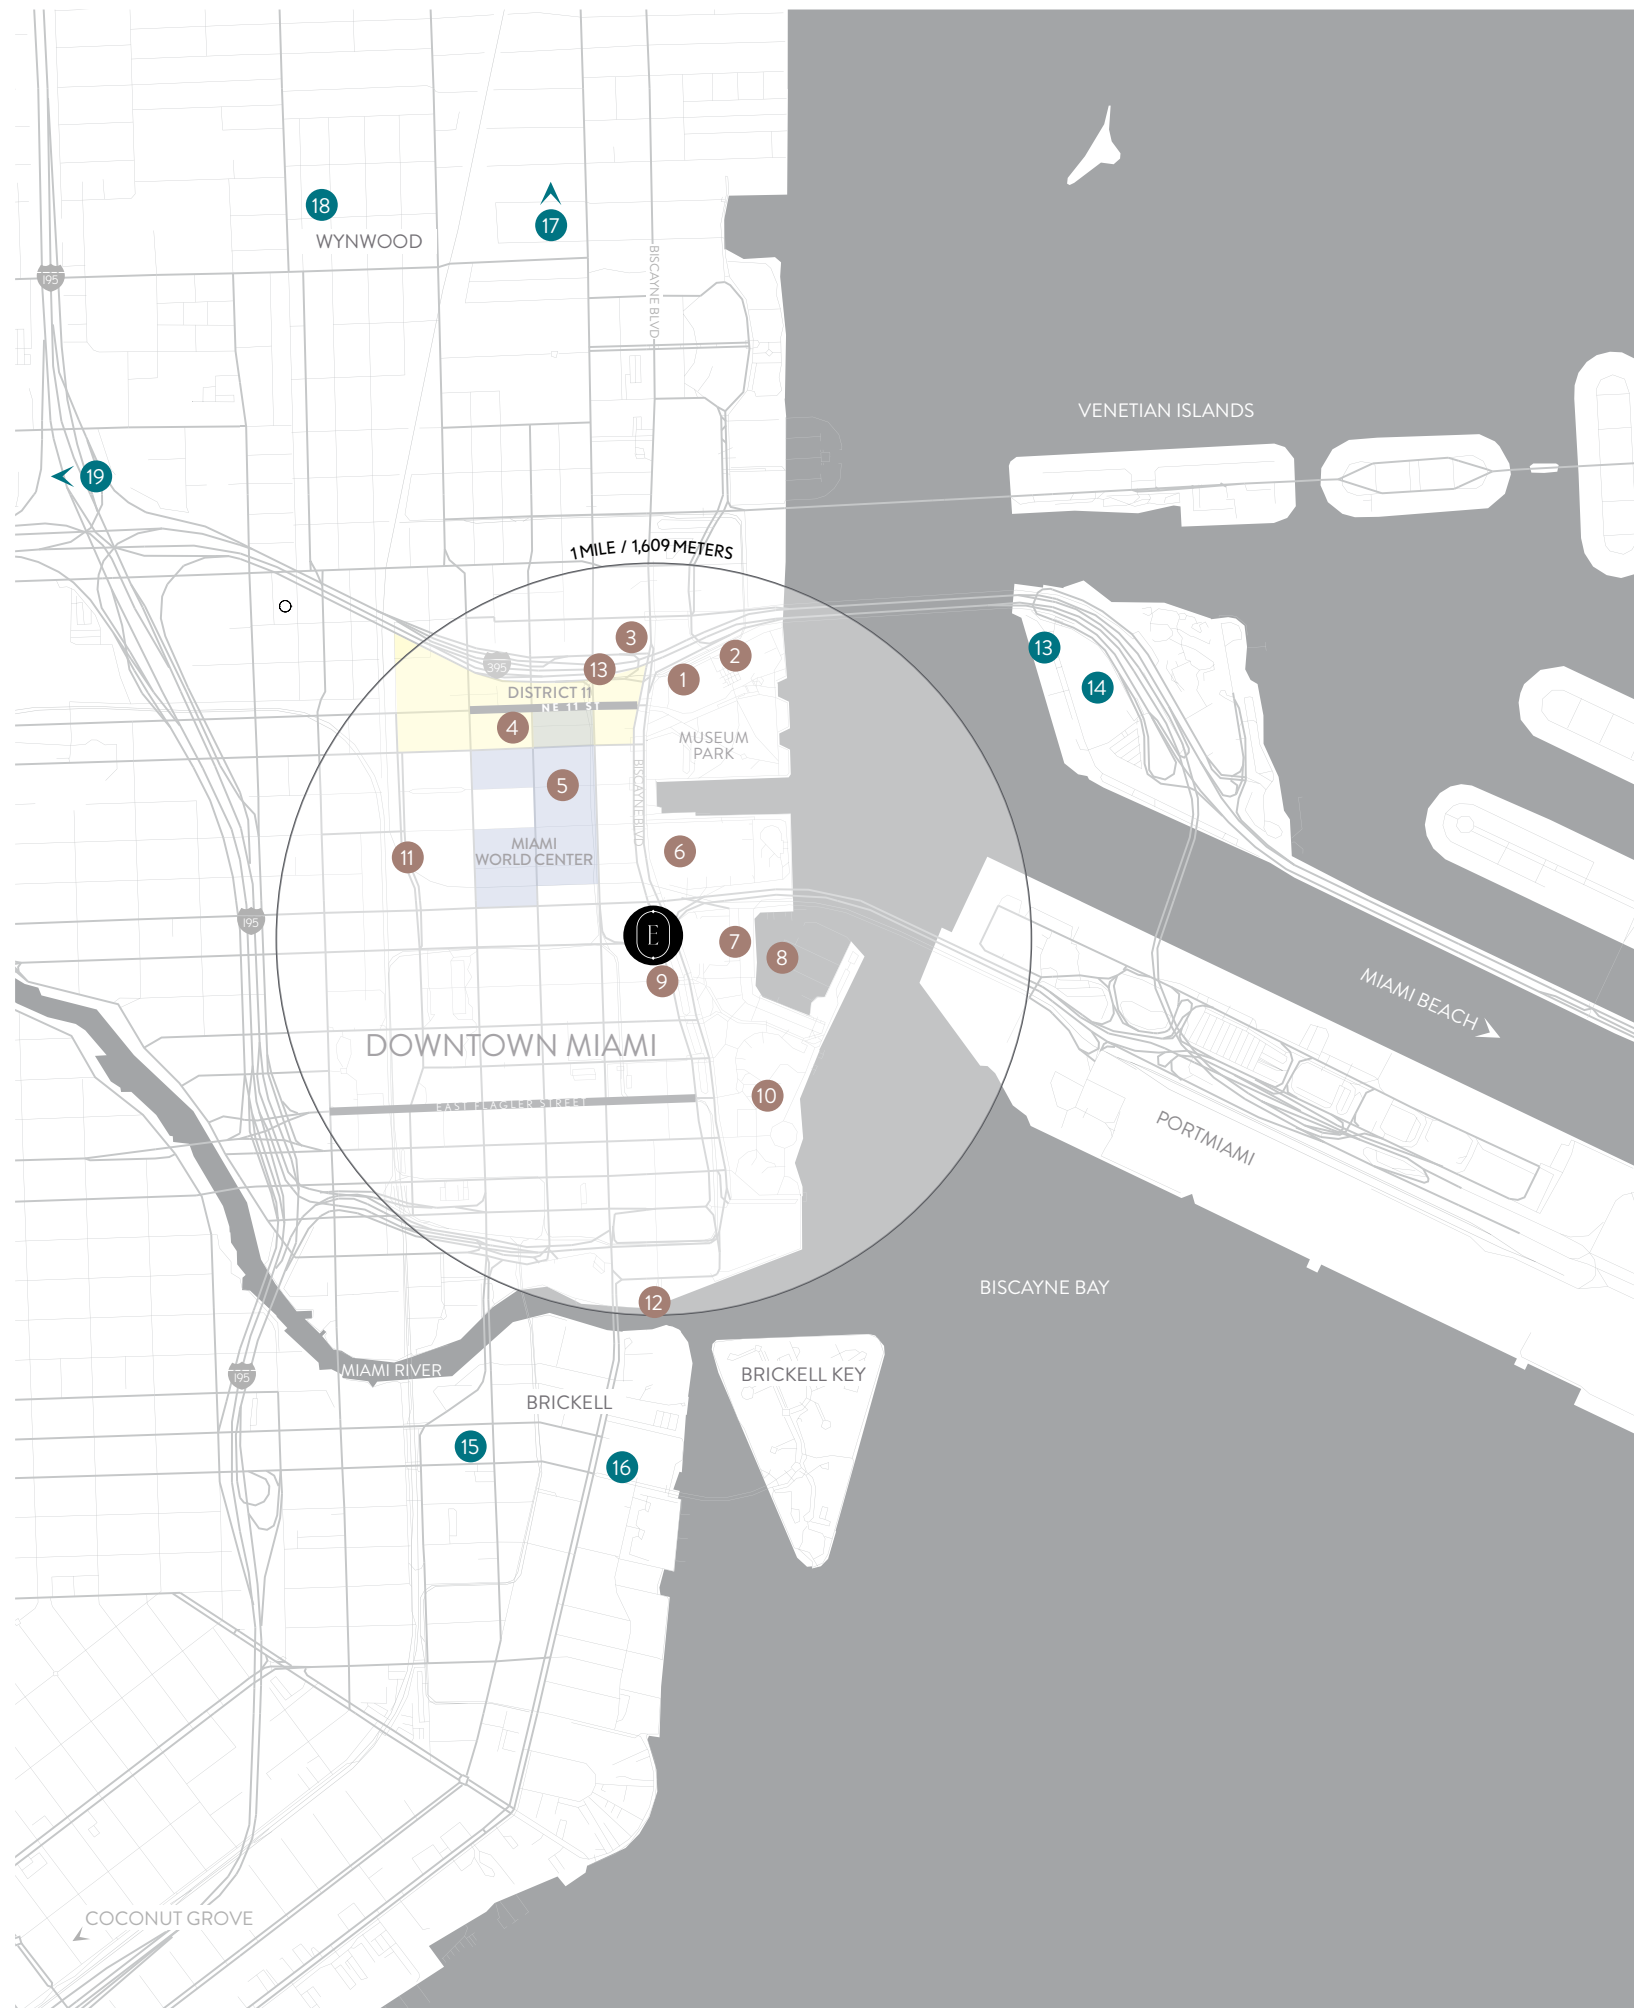 18
WYNWOOD
17
195
BISCAYNE BLVD
VENETIAN ISLANDS
19
1 MILE / 1,609 METERS
3
13
2
1
395
DISTRICT 11
NE 11 ST
4
MUSEUM
PARK
13
14
5
BISCAYNE BLVD
MIAMI
WORLD CENTER
6
11
195
E
7
8
9
MIAMI BEACH
DOWNTOWN MIAMI
10
EAST FLAGLER STREET
PORTMIAMI
BISCAYNE BAY
12
MIAMI RIVER
195
BRICKELL KEY
BRICKELL
15
16
COCONUT GROVE